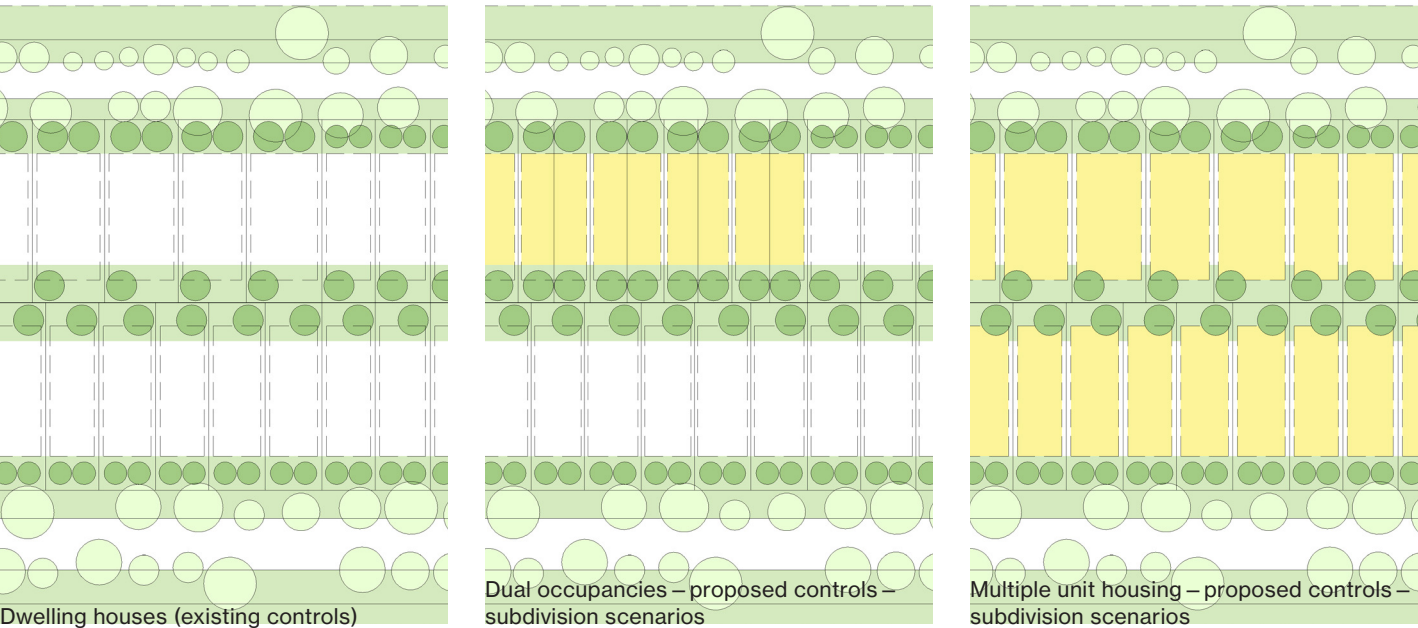 Dwelling houses (existing controls)
Dual occupancies – proposed controls –
subdivision scenarios
Multiple unit housing – proposed controls –
subdivision scenarios